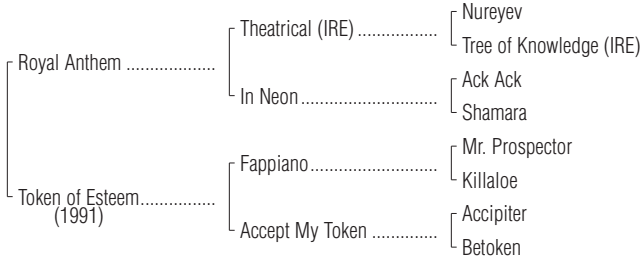 Nureyev
Theatrical (IRE) .................
Tree of Knowledge (IRE)
Royal Anthem ...................
Ack Ack
In Neon .............................
Shamara
Mr. Prospector
Fappiano ...........................
Killaloe
Token of Esteem................
(1991)
Accipiter
Accept My Token ..............
Betoken